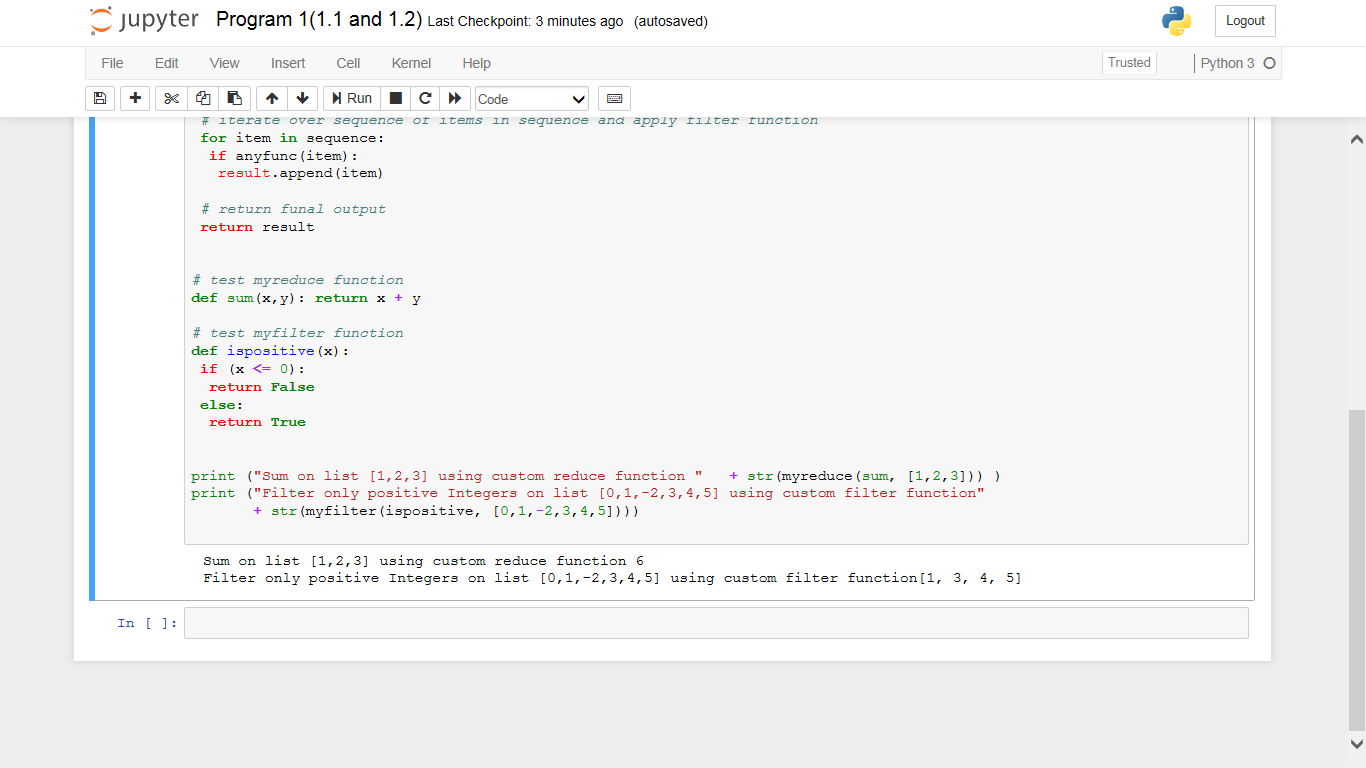 jupyter Program 1(1.1 and 1.2) Last Checkpoint: 3 minutes ago (autosaved) Logout
File Edit View Insert Cell Kernel Help Trusted Python 3
Run Code
# iterate over sequence of items in sequence and apply filter function
for item in sequence:
if anyfunc(item):
result.append(item)
# return funal output
return result
# test myreduce function
def sum(x,y): return x + y
# test myfilter function
def ispositive(x):
if (x <= 0):
return False
else:
return True
print ("Sum on list [1,2,3] using custom reduce function " + str(myreduce(sum, [1,2,3])) )
print ("Filter only positive Integers on list [0,1,-2,3,4,5] using custom filter function"
+ str(myfilter(ispositive, [0,1,-2,3,4,5])))
Sum on list [1,2,3] using custom reduce function 6
Filter only positive Integers on list [0,1,-2,3,4,5] using custom filter function[1, 3, 4, 5]
In [ ]: